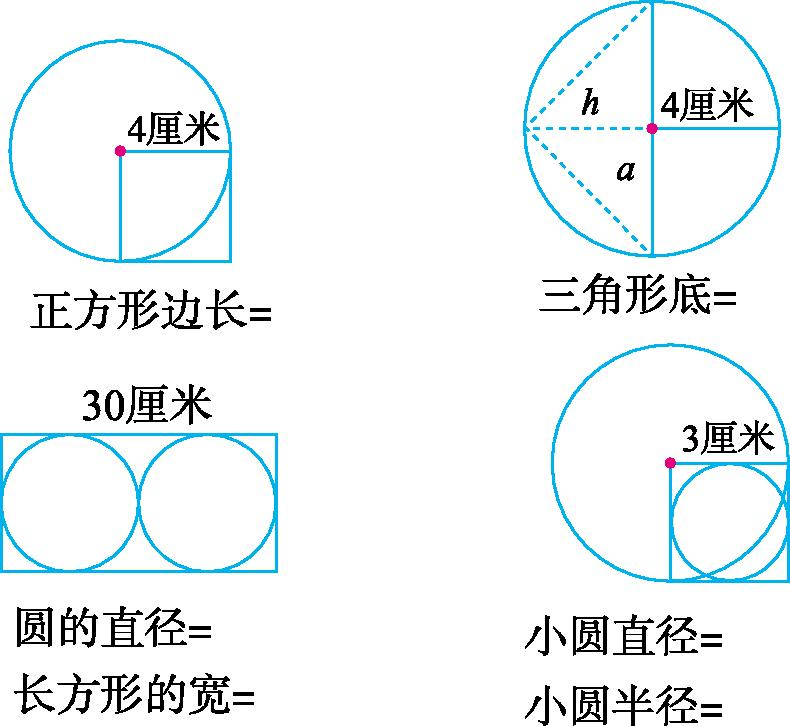 4厘米
正方形边长=
h
4厘米
a
三角形底=
30厘米
圆的直径=
长方形的宽=
3厘米
小圆直径=
小圆半径=